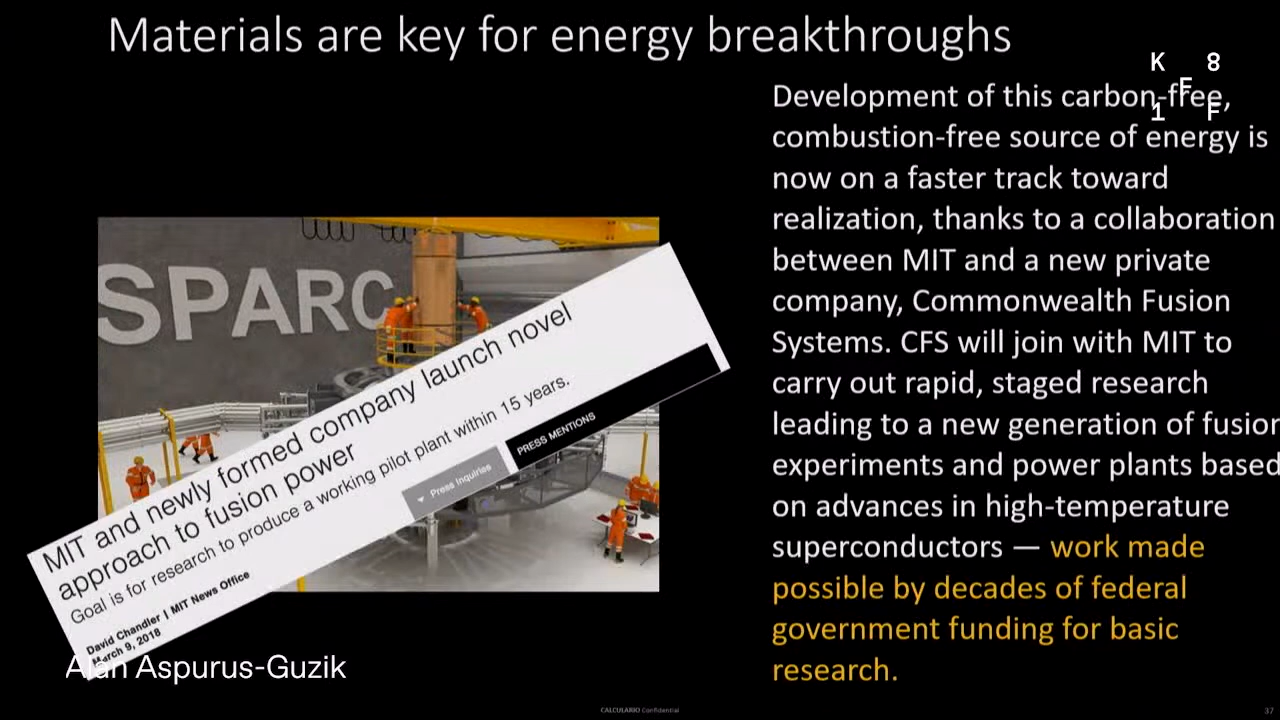 Materials are key for energy breakthroughs
K 8
F
1 F
Development of this carbon-free,
combustion-free source of energy is
now on a faster track toward
realization, thanks to a collaboration
between MIT and a new private
company, Commonwealth Fusion
Systems. CFS will join with MIT to
carry out rapid, staged research
leading to a new generation of fusion
experiments and power plants based
on advances in high-temperature
superconductors — work made
possible by decades of federal
government funding for basic
research.
SPARC
MIT and newly formed company launch novel
approach to fusion power
Goal is for research to produce a working pilot plant within 15 years.
Press Inquiries
PRESS MENTIONS
David Chandler | MIT News Office
March 9, 2018
Alan Aspurus-Guzik
CALCULARIO Confidential
37